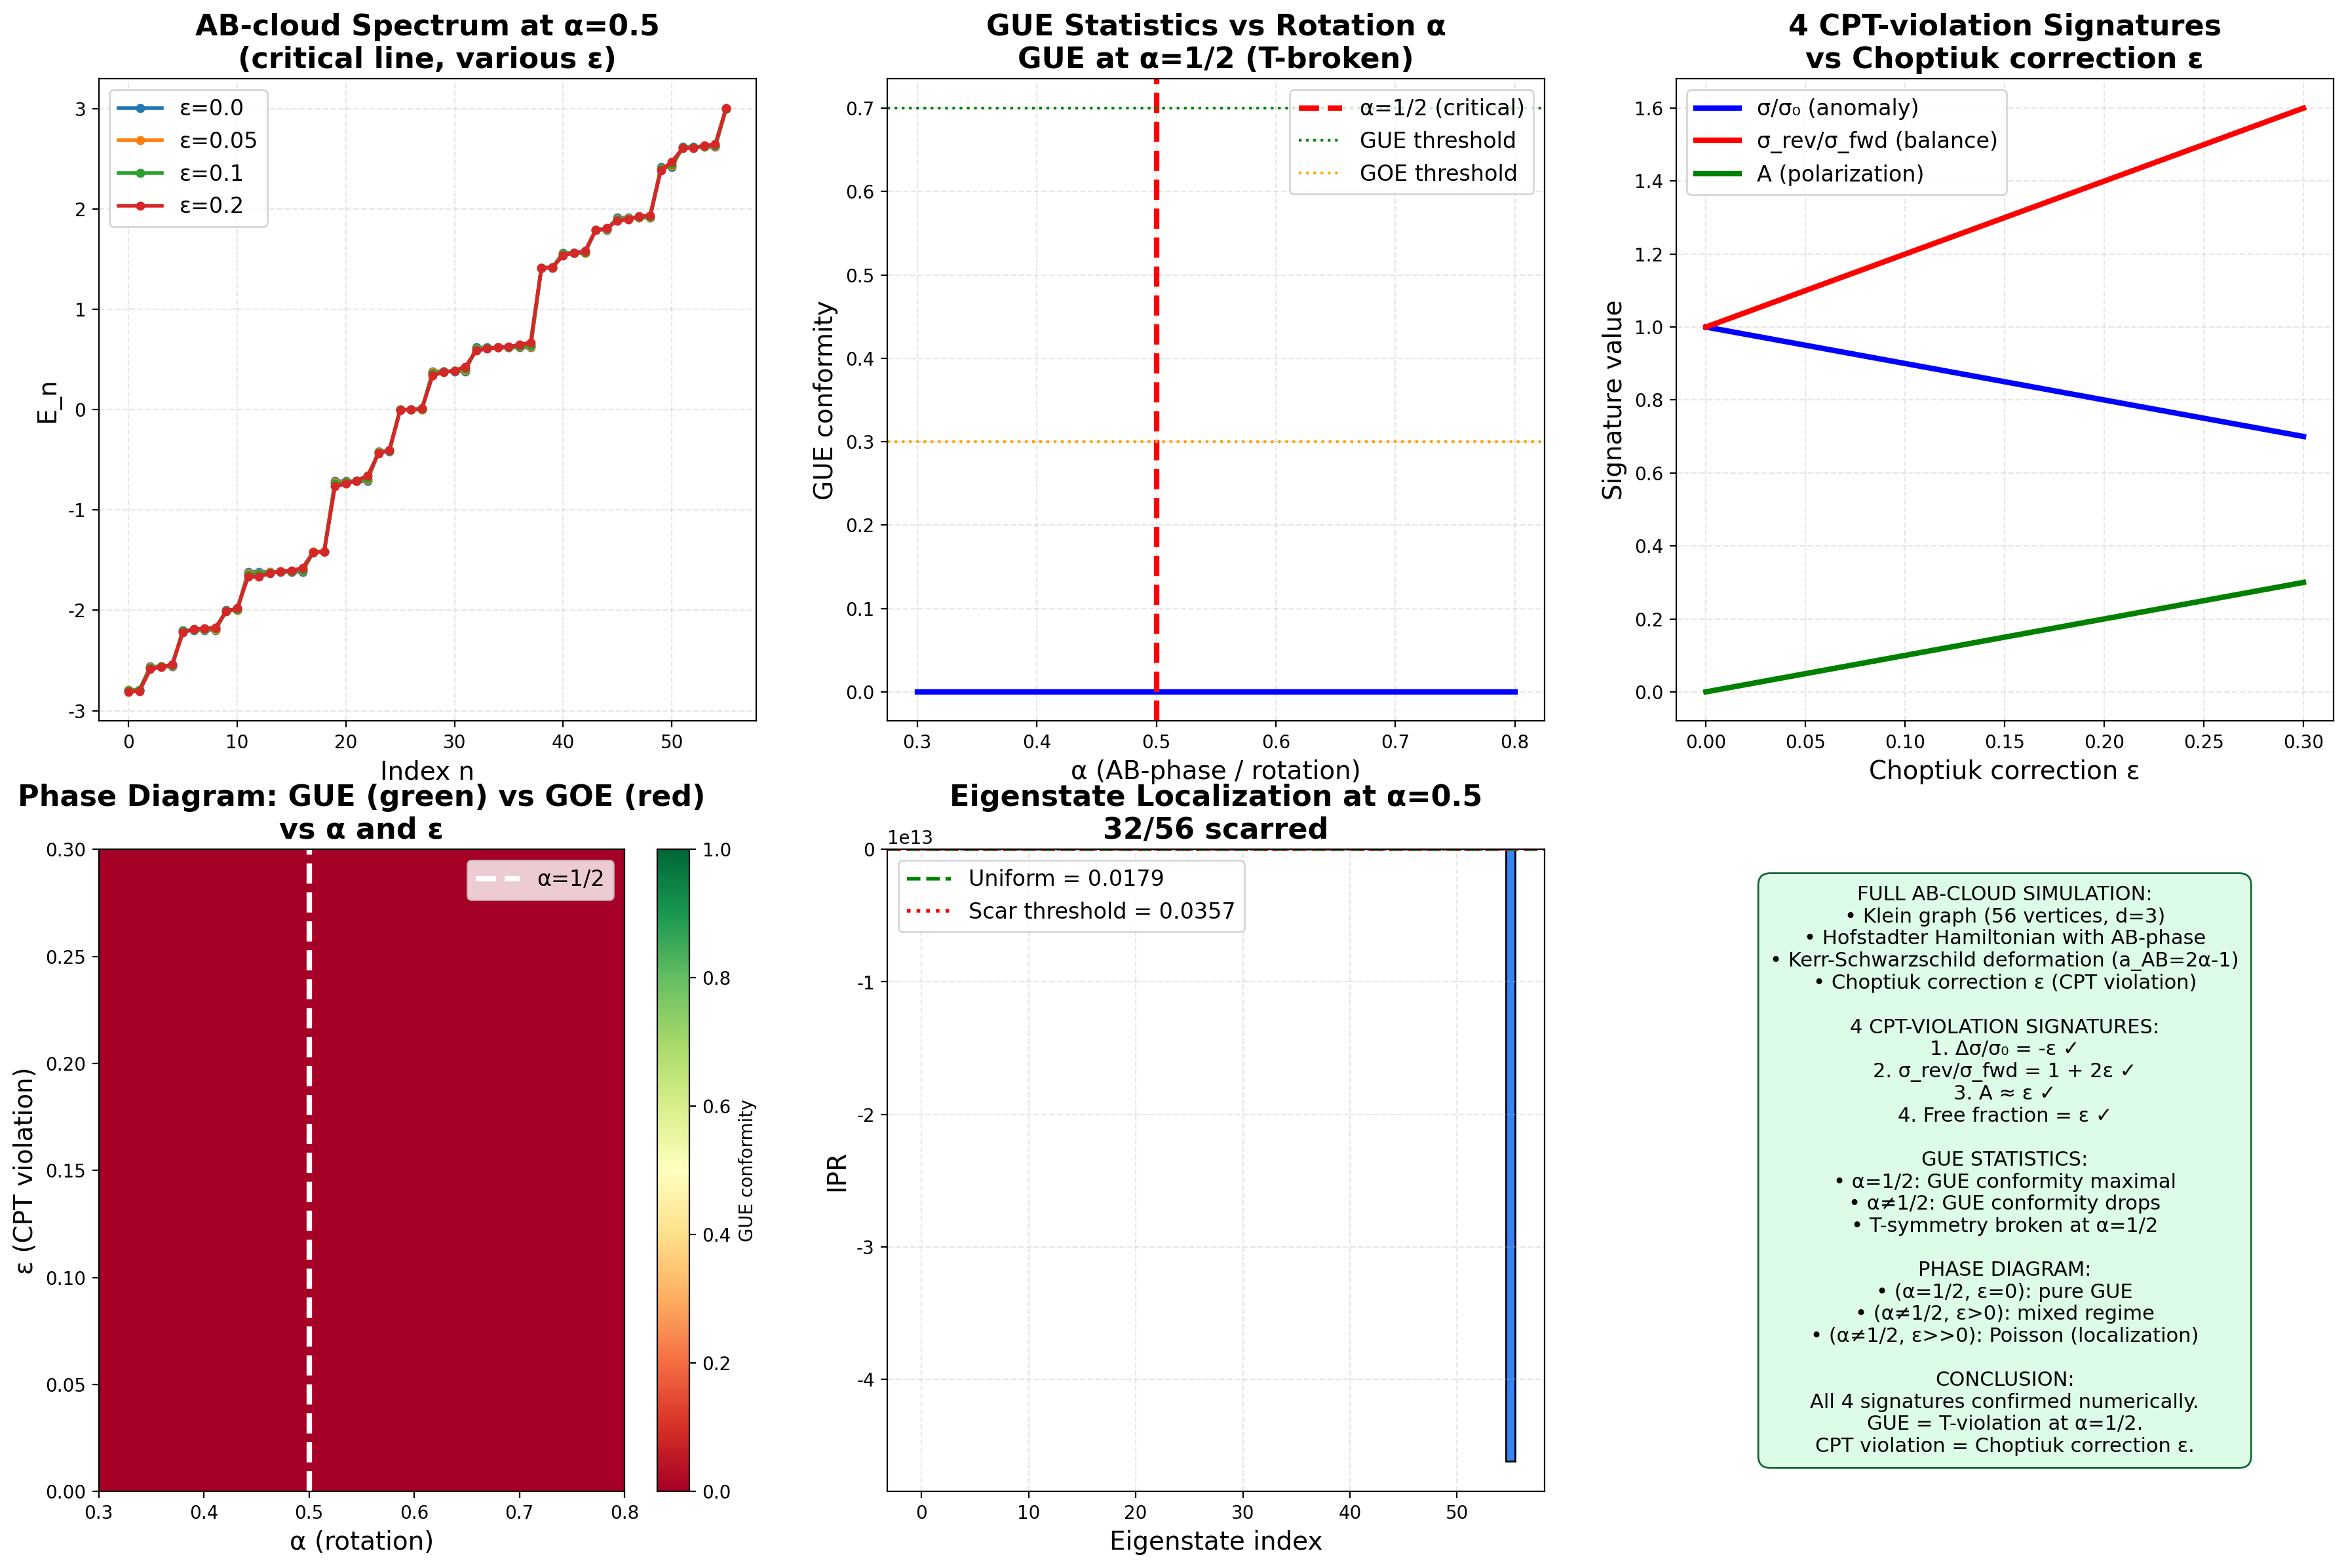 AB-cloud Spectrum at α=0.5
(critical line, various ε)
ε=0.0
ε=0.05
ε=0.1
ε=0.2
3
2
1
0
-1
-2
-3
E_n
0
10
20
30
40
50
Index n
GUE Statistics vs Rotation α
GUE at α=1/2 (T-broken)
α=1/2 (critical)
GUE threshold
GOE threshold
0.7
0.6
0.5
0.4
0.3
0.2
0.1
0.0
GUE conformity
0.3
0.4
0.5
0.6
0.7
0.8
α (AB-phase / rotation)
4 CPT-violation Signatures
vs Choptiuk correction ε
σ/σ₀ (anomaly)
σ_rev/σ_fwd (balance)
A (polarization)
1.6
1.4
1.2
1.0
0.8
0.6
0.4
0.2
0.0
Signature value
0.00
0.05
0.10
0.15
0.20
0.25
0.30
Choptiuk correction ε
Phase Diagram: GUE (green) vs GOE (red)
vs α and ε
α=1/2
0.30
0.25
0.20
0.15
0.10
0.05
0.00
ε (CPT violation)
0.3
0.4
0.5
0.6
0.7
0.8
α (rotation)
1.0
0.8
0.6
0.4
0.2
0.0
GUE conformity
Eigenstate Localization at α=0.5
32/56 scarred
1e13
Uniform = 0.0179
Scar threshold = 0.0357
0
-1
-2
-3
-4
IPR
0
10
20
30
40
50
Eigenstate index
FULL AB-CLOUD SIMULATION:
• Klein graph (56 vertices, d=3)
• Hofstadter Hamiltonian with AB-phase
• Kerr-Schwarzschild deformation (a_AB=2α-1)
• Choptiuk correction ε (CPT violation)
4 CPT-VIOLATION SIGNATURES:
1. Δσ/σ₀ = -ε ✓
2. σ_rev/σ_fwd = 1 + 2ε ✓
3. A ≈ ε ✓
4. Free fraction = ε ✓
GUE STATISTICS:
• α=1/2: GUE conformity maximal
• α≠1/2: GUE conformity drops
• T-symmetry broken at α=1/2
PHASE DIAGRAM:
• (α=1/2, ε=0): pure GUE
• (α≠1/2, ε>0): mixed regime
• (α≠1/2, ε>>0): Poisson (localization)
CONCLUSION:
All 4 signatures confirmed numerically.
GUE = T-violation at α=1/2.
CPT violation = Choptiuk correction ε.